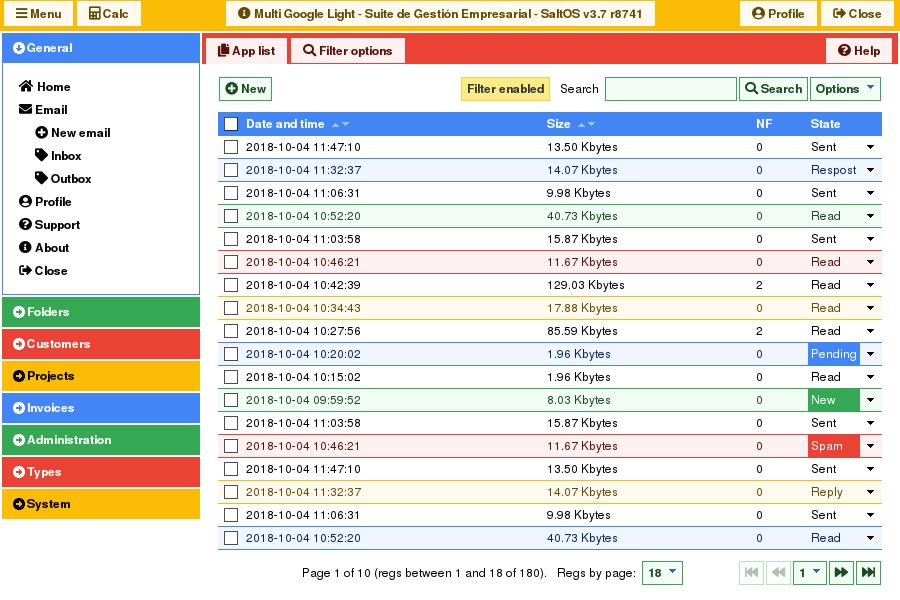 Menu Calc Multi Google Light - Suite de Gestión Empresarial - SaltOS v3.7 r8741 Profile Close
General
Home
Email
New email
Inbox
Outbox
Profile
Support
About
Close
Folders
Customers
Projects
Invoices
Administration
Types
System
App list Filter options Help
New Filter enabled Search Search Options
Date and time Size NF State
2018-10-04 11:47:10 13.50 Kbytes 0 Sent
2018-10-04 11:32:37 14.07 Kbytes 0 Respost
2018-10-04 11:06:31 9.98 Kbytes 0 Sent
2018-10-04 10:52:20 40.73 Kbytes 0 Read
2018-10-04 11:03:58 15.87 Kbytes 0 Sent
2018-10-04 10:46:21 11.67 Kbytes 0 Read
2018-10-04 10:42:39 129.03 Kbytes 2 Read
2018-10-04 10:34:43 17.88 Kbytes 0 Read
2018-10-04 10:27:56 85.59 Kbytes 2 Read
2018-10-04 10:20:02 1.96 Kbytes 0 Pending
2018-10-04 10:15:02 1.96 Kbytes 0 Read
2018-10-04 09:59:52 8.03 Kbytes 0 New
2018-10-04 11:03:58 15.87 Kbytes 0 Sent
2018-10-04 10:46:21 11.67 Kbytes 0 Spam
2018-10-04 11:47:10 13.50 Kbytes 0 Sent
2018-10-04 11:32:37 14.07 Kbytes 0 Reply
2018-10-04 11:06:31 9.98 Kbytes 0 Sent
2018-10-04 10:52:20 40.73 Kbytes 0 Read
Page 1 of 10 (regs between 1 and 18 of 180). Regs by page: 18 1